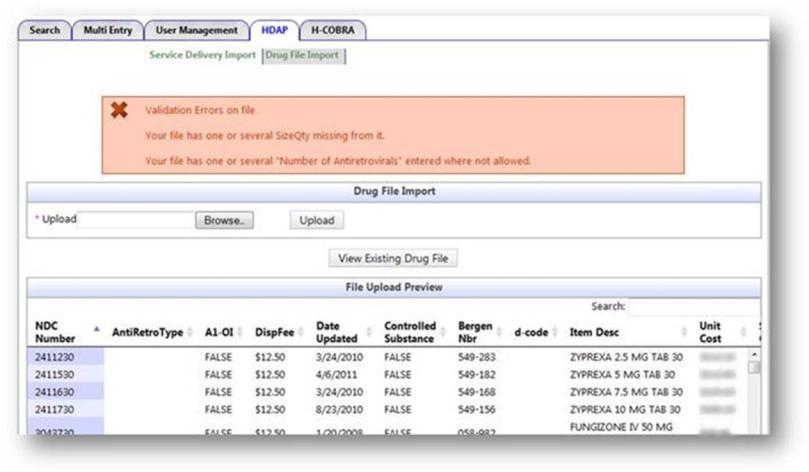 Search Multi Entry User Management HDAP H-COBRA
Service Delivery Import Drug File Import
Validation Errors on file
Your file has one or several SizeQty missing from it.
Your file has one or several "Number of Antiretrovirals" entered where not allowed.
Drug File Import
* Upload Browse.. Upload
View Existing Drug File
File Upload Preview
Search:
NDC Number AntiRetroType A1-OI DispFee Date Updated Controlled Substance Bergen Nbr d-code Item Desc Unit Cost
2411230 FALSE $12.50 3/24/2010 FALSE 549-283 ZYPREXA 2.5 MG TAB 30
2411530 FALSE $12.50 4/6/2011 FALSE 549-182 ZYPREXA 5 MG TAB 30
2411630 FALSE $12.50 3/24/2010 FALSE 549-168 ZYPREXA 7.5 MG TAB 30
2411730 FALSE $12.50 8/23/2010 FALSE 549-156 ZYPREXA 10 MG TAB 30
3043730 FALSE $12.50 1/20/2008 FALSE 058-982 FUNGIZONE IV 50 MG